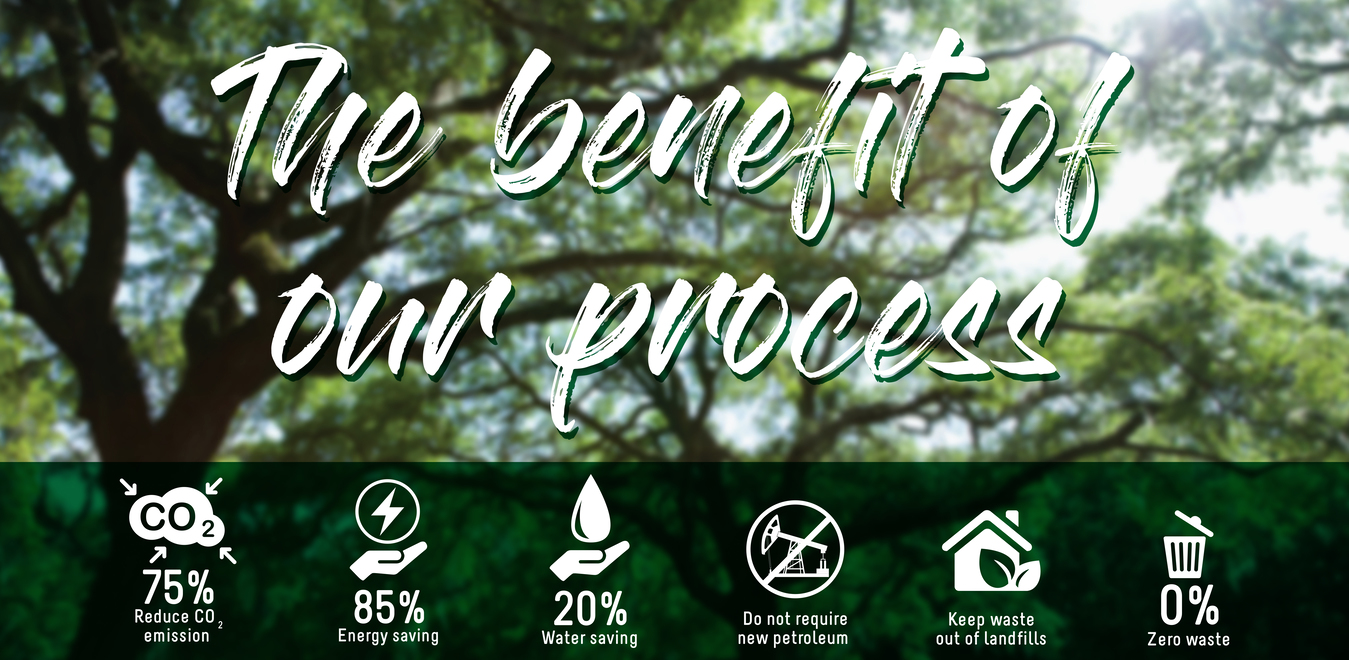 The benefit of
our process
CO₂
75%
Reduce CO₂
emission
85%
Energy saving
20%
Water saving
Do not require
new petroleum
Keep waste
out of landfills
0%
Zero waste